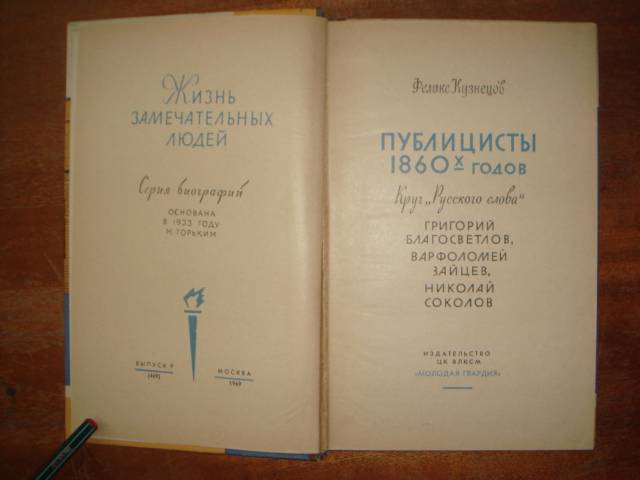 Жизнь
ЗАМЕЧАТЕЛЬНЫХ
ЛЮДЕЙ
Серия биографий
ОСНОВАНА
В 1933 ГОДУ
М. ГОРЬКИМ
ВЫПУСК 9
(469)
МОСКВА
1969
Феликс Кузнецов
ПУБЛИЦИСТЫ
1860х ГОДОВ
Круг „Русского слова“
ГРИГОРИЙ
БЛАГОСВЕТЛОВ,
ВАРФОЛОМЕЙ
ЗАЙЦЕВ,
НИКОЛАЙ
СОКОЛОВ
ИЗДАТЕЛЬСТВО
ЦК ВЛКСМ
«МОЛОДАЯ ГВАРДИЯ»